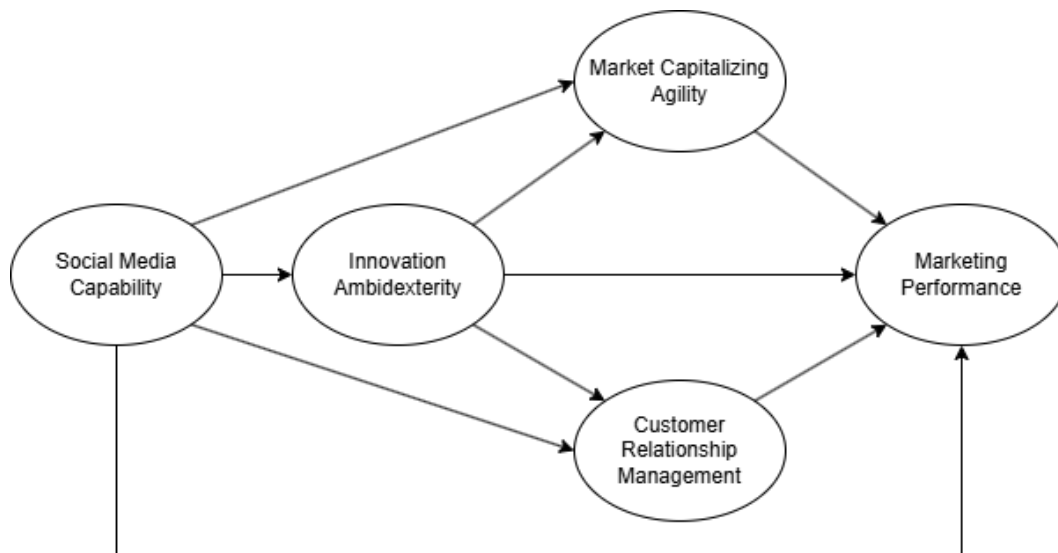 Market Capitalizing
Agility
Social Media
Capability
Innovation
Ambidexterity
Marketing
Performance
Customer
Relationship
Management